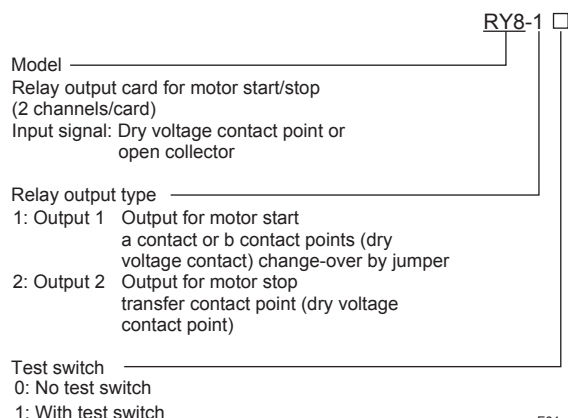 RY8-1 □
Model
Relay output card for motor start/stop
(2 channels/card)
Input signal: Dry voltage contact point or
open collector
Relay output type
1: Output 1 Output for motor start
a contact or b contact points (dry
voltage contact) change-over by jumper
2: Output 2 Output for motor stop
transfer contact point (dry voltage
contact point)
Test switch
0: No test switch
1: With test switch